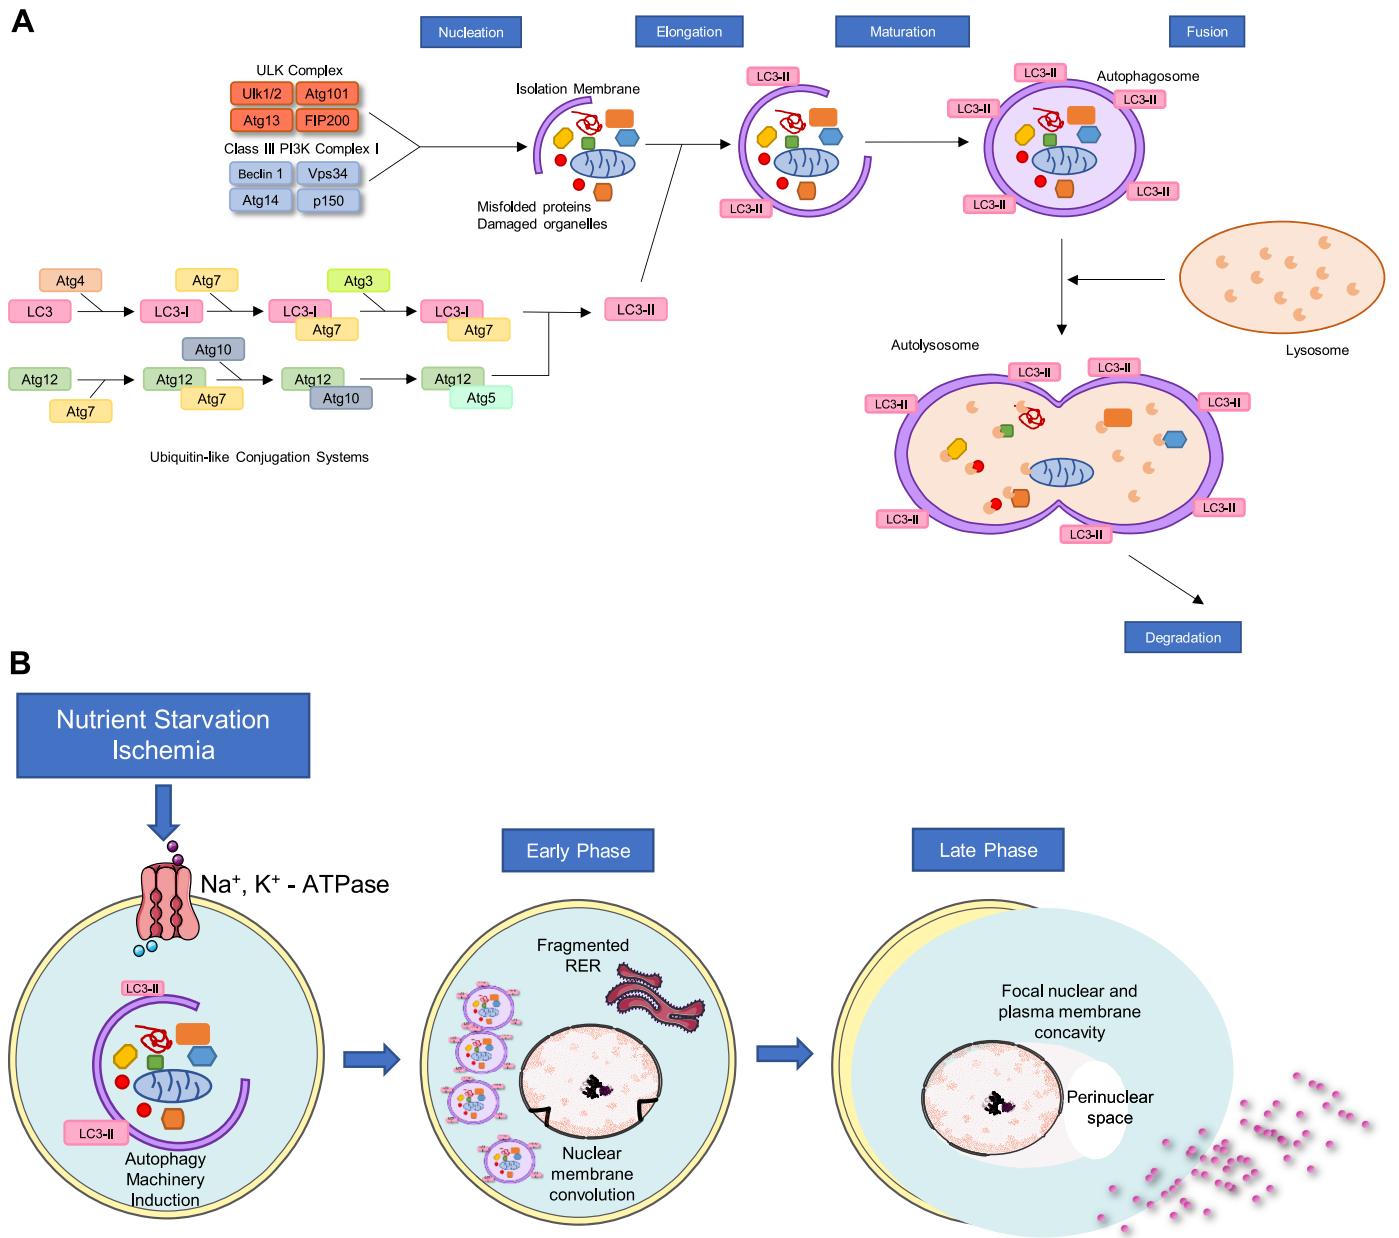 A
Nucleation
Elongation
Maturation
Fusion
ULK Complex
Ulk1/2
Atg101
Atg13
FIP200
Class III PI3K Complex I
Beclin 1
Vps34
Atg14
p150
Isolation Membrane
Misfolded proteins
Damaged organelles
LC3-II
LC3-II
Autophagosome
LC3-II
LC3-II
LC3-II
LC3-II
LC3-II
Atg4
Atg7
Atg3
LC3
LC3-I
LC3-I
Atg7
LC3-I
Atg7
LC3-II
Atg10
Atg12
Atg7
Atg12
Atg7
Atg12
Atg10
Atg12
Atg5
Ubiquitin-like Conjugation Systems
Lysosome
Autolysosome
LC3-II
LC3-II
LC3-II
LC3-II
LC3-II
LC3-II
LC3-II
Degradation
B
Nutrient Starvation
Ischemia
Na⁺, K⁺ - ATPase
LC3-II
LC3-II
Autophagy
Machinery
Induction
Early Phase
Fragmented
RER
Nuclear
membrane
convolution
Late Phase
Focal nuclear and
plasma membrane
concavity
Perinuclear
space